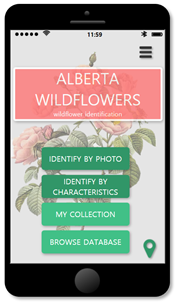 11:59
ALBERTA
WILDFLOWERS
wildflower identification
IDENTIFY BY PHOTO
IDENTIFY BY
CHARACTERISTICS
MY COLLECTION
BROWSE DATABASE